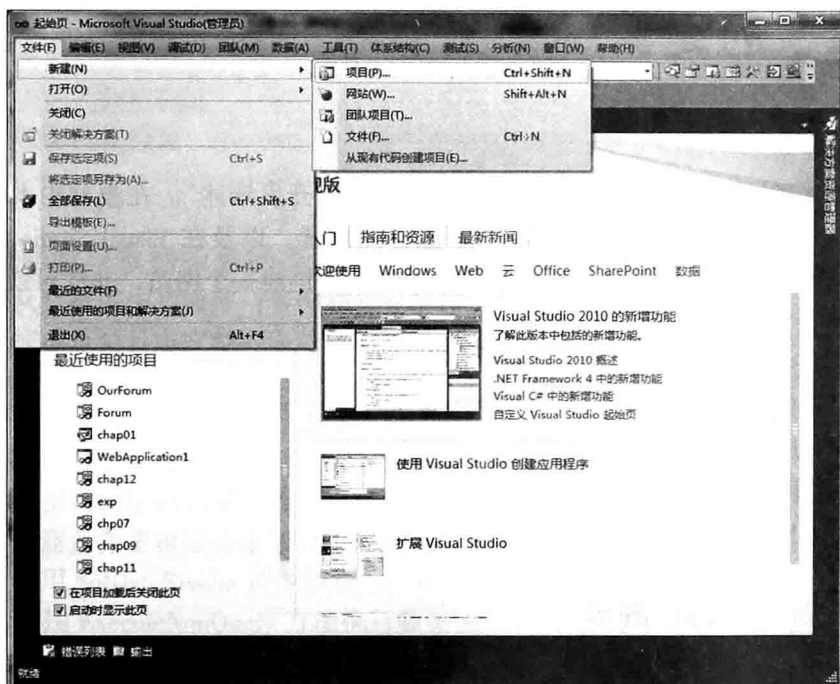 起始页 - Microsoft Visual Studio(管理员)
文件(F) 编辑(E) 视图(V) 调试(D) 团队(M) 数据(A) 工具(T) 体系结构(C) 测试(S) 分析(N) 窗口(W) 帮助(H)
新建(N)
打开(O)
关闭(C)
关闭解决方案(T)
保存选定项(S) Ctrl+S
将选定项另存为(A)...
全部保存(L) Ctrl+Shift+S
导出模板(E)...
页面设置(U)...
打印(P)... Ctrl+P
最近的文件(F)
最近使用的项目和解决方案(J)
退出(X) Alt+F4
项目(P)... Ctrl+Shift+N
网站(W)... Shift+Alt+N
团队项目(T)...
文件(F)... Ctrl+N
从现有代码创建项目(E)...
解决方案资源管理器
版
入门 指南和资源 最新新闻
欢迎使用 Windows Web 云 Office SharePoint 数据
Visual Studio 2010 的新增功能
了解此版本中包括的新增功能。
Visual Studio 2010 概述
.NET Framework 4 中的新增功能
Visual C# 中的新增功能
自定义 Visual Studio 起始页
使用 Visual Studio 创建应用程序
扩展 Visual Studio
最近使用的项目
OurForum
Forum
chap01
WebApplication1
chap12
exp
chp07
chap09
chap11
在项目加载后关闭此页
启动时显示此页
错误列表 输出
就绪